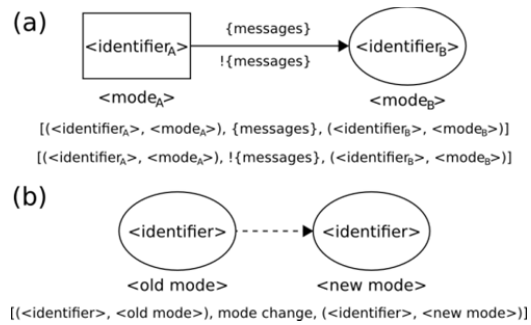 (a)
{messages}
<identifierA> <identifierB>
!{messages}
<modeA> <modeB>
[(<identifierA>, <modeA>), {messages}, (<identifierB>, <modeB>)]
[(<identifierA>, <modeA>), !{messages}, (<identifierB>, <modeB>)]
(b)
<identifier> <identifier>
<old mode> <new mode>
[(<identifier>, <old mode>), mode change, (<identifier>, <new mode>)]